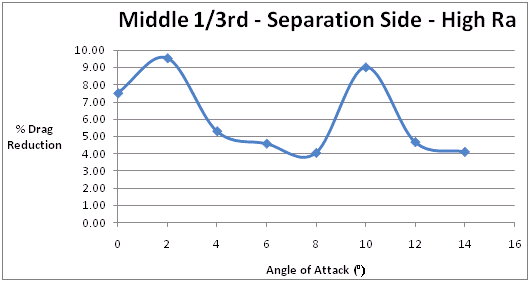 Middle 1/3rd - Separation Side - High Ra
10.00
9.00
8.00
7.00
6.00
5.00
4.00
3.00
2.00
1.00
0.00
% Drag
Reduction
0 2 4 6 8 10 12 14 16
Angle of Attack (º)